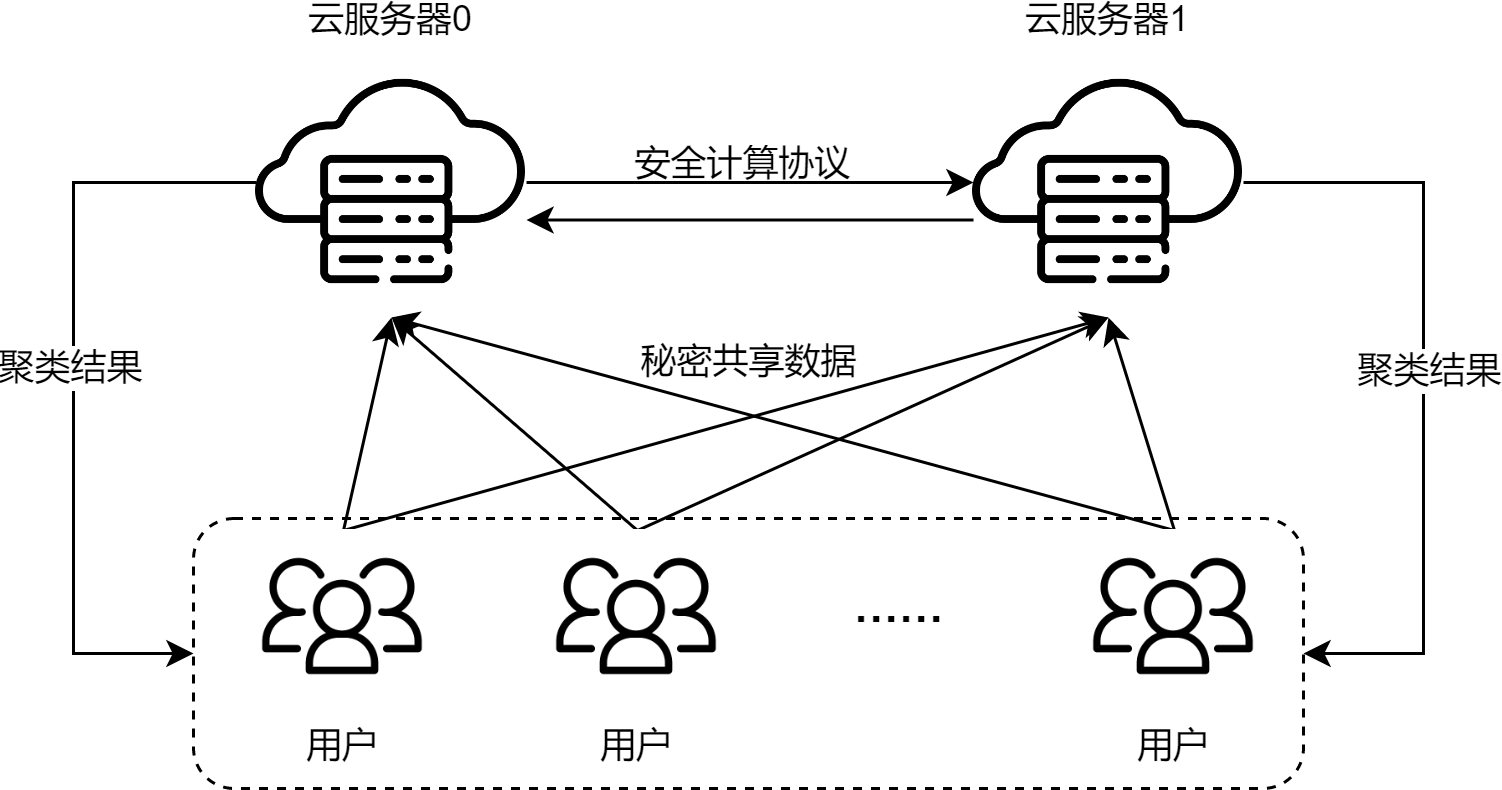 云服务器0
云服务器1
安全计算协议
秘密共享数据
聚类结果
聚类结果
......
用户
用户
用户